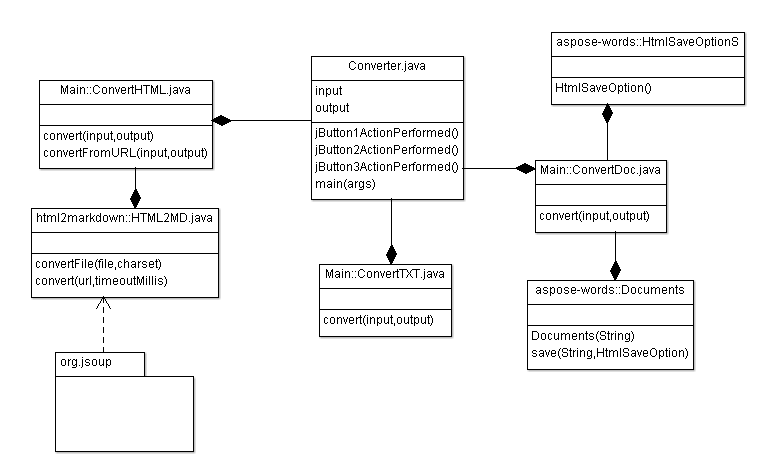 Main::ConvertHTML.java
convert(input,output)
convertFromURL(input,output)
Converter.java
input
output
jButton1ActionPerformed()
jButton2ActionPerformed()
jButton3ActionPerformed()
main(args)
aspose-words::HtmlSaveOptionS
HtmlSaveOption()
Main::ConvertDoc.java
convert(input,output)
html2markdown::HTML2MD.java
convertFile(file,charset)
convert(url,timeoutMillis)
Main::ConvertTXT.java
convert(input,output)
aspose-words::Documents
Documents(String)
save(String,HtmlSaveOption)
org.jsoup